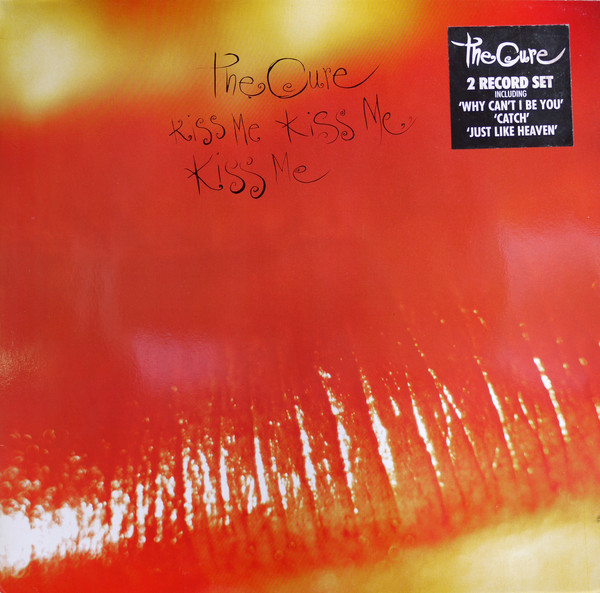 The Cure
Kiss Me Kiss Me
Kiss Me
The Cure
2 RECORD SET
INCLUDING
'WHY CAN'T I BE YOU'
'CATCH'
'JUST LIKE HEAVEN'